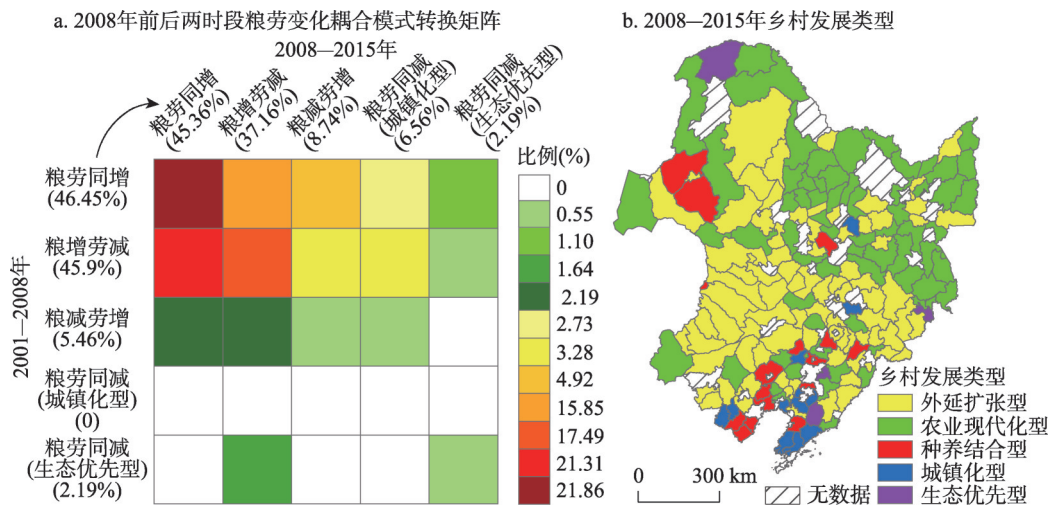 a. 2008年前后两时段粮劳变化耦合模式转换矩阵
2008—2015年
粮劳同增
(45.36%)
粮增劳减
(37.16%)
粮减劳增
(8.74%)
粮劳同减
(城镇化型)
(6.56%)
粮劳同减
(生态优先型)
(2.19%)
2001—2008年
粮劳同增
(46.45%)
粮增劳减
(45.9%)
粮减劳增
(5.46%)
粮劳同减
(城镇化型)
(0)
粮劳同减
(生态优先型)
(2.19%)
比例(%)
0
0.55
1.10
1.64
2.19
2.73
3.28
4.92
15.85
17.49
21.31
21.86
b. 2008—2015年乡村发展类型
乡村发展类型
外延扩张型
农业现代化型
种养结合型
城镇化型
生态优先型
无数据
0 300 km